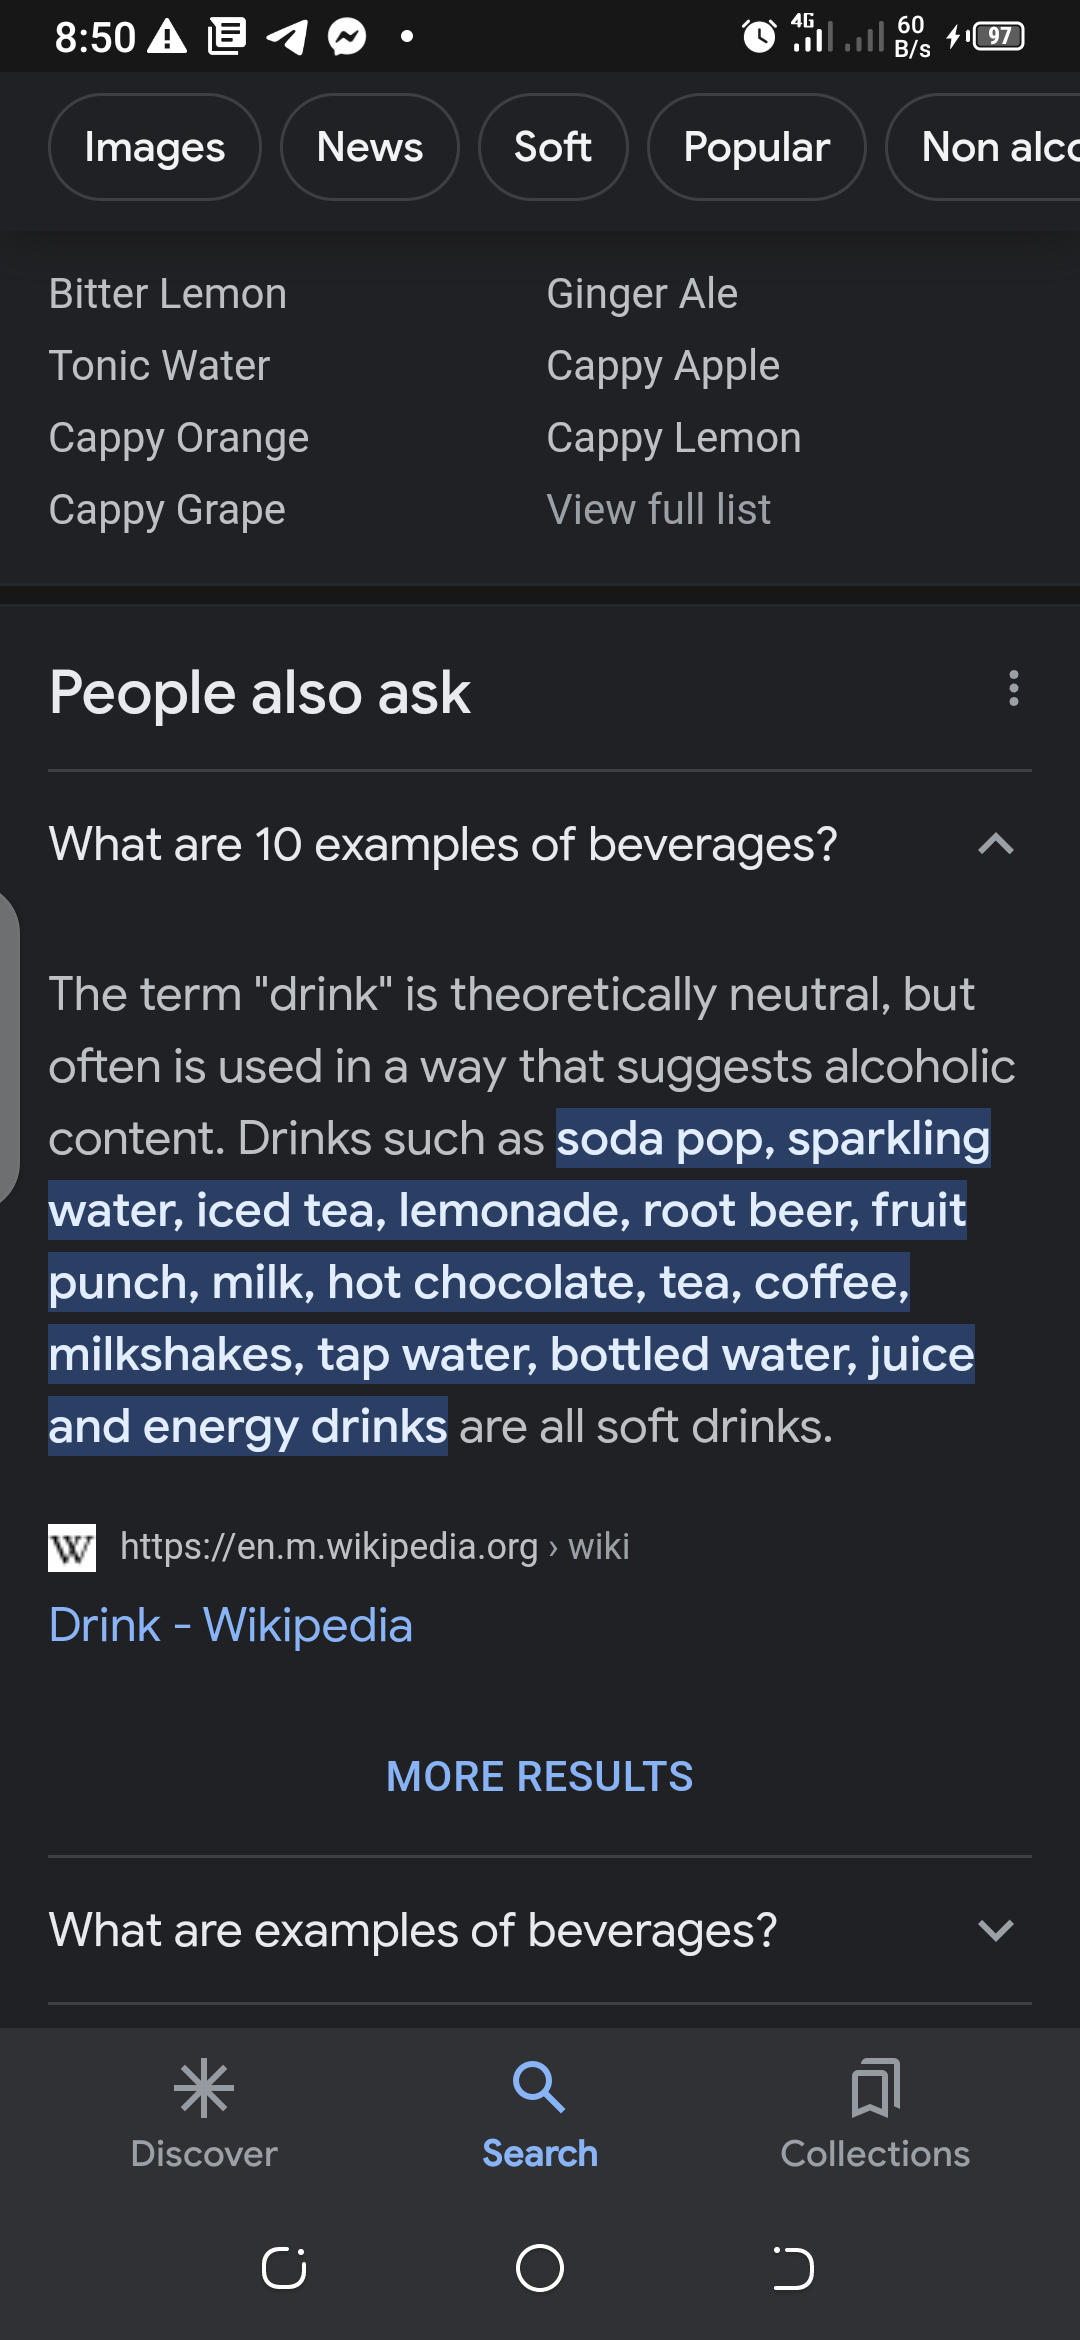 8:50 4G 60 B/s 97
Images News Soft Popular Non alco
Bitter Lemon Ginger Ale
Tonic Water Cappy Apple
Cappy Orange Cappy Lemon
Cappy Grape View full list
People also ask
What are 10 examples of beverages?
The term "drink" is theoretically neutral, but
often is used in a way that suggests alcoholic
content. Drinks such as soda pop, sparkling
water, iced tea, lemonade, root beer, fruit
punch, milk, hot chocolate, tea, coffee,
milkshakes, tap water, bottled water, juice
and energy drinks are all soft drinks.
W https://en.m.wikipedia.org › wiki
Drink - Wikipedia
MORE RESULTS
What are examples of beverages?
Discover Search Collections